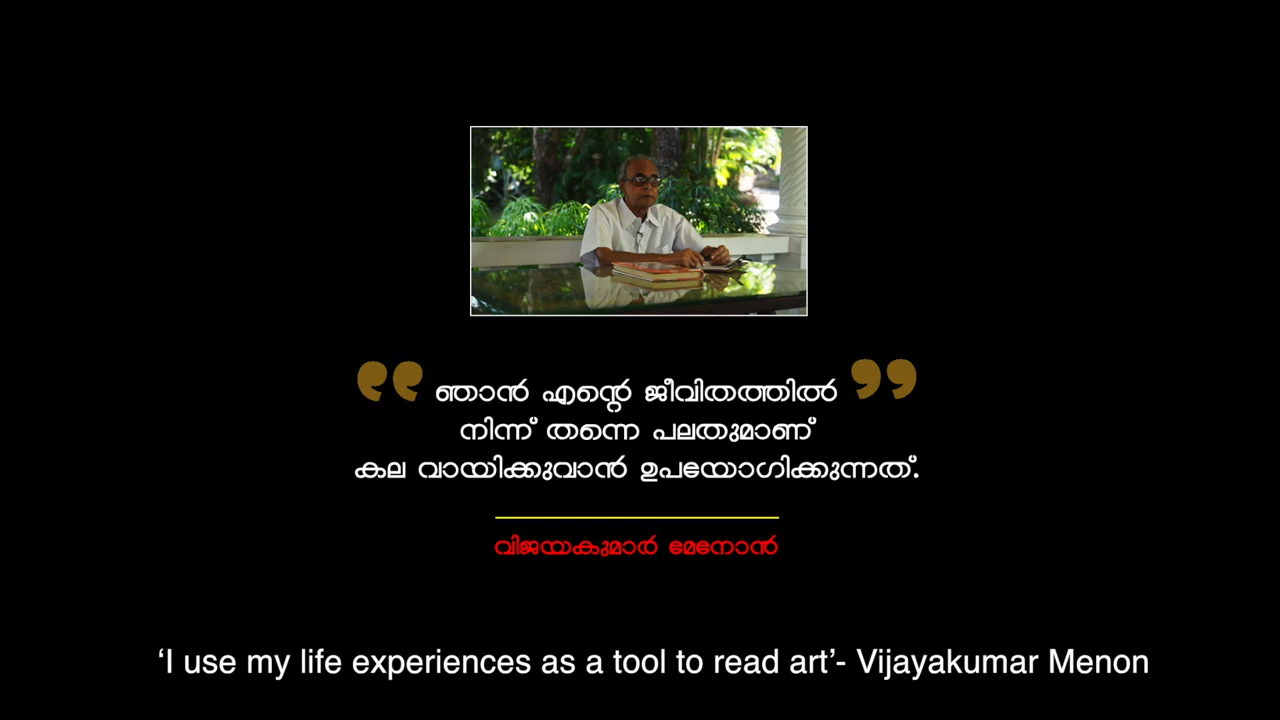 ❝ ഞാൻ എന്റെ ജീവിതത്തിൽ ❞
നിന്ന് തന്നെ പലതുമാണ്
കല വായിക്കുവാൻ ഉപയോഗിക്കുന്നത്.
വിജയകുമാർ മേനോൻ
‘I use my life experiences as a tool to read art’- Vijayakumar Menon